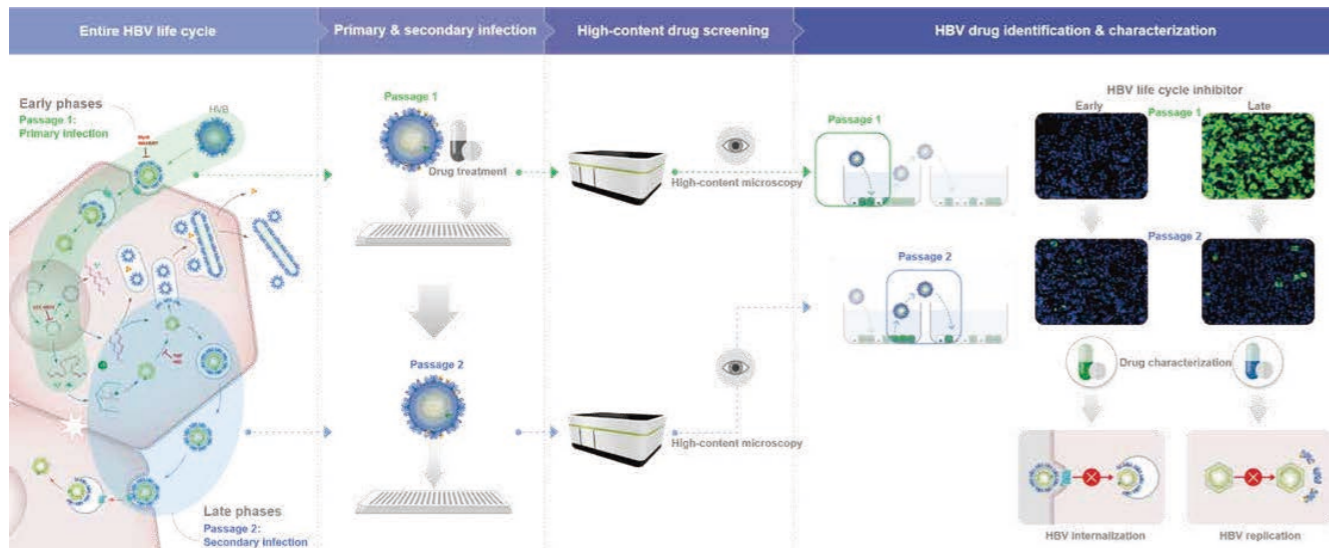 Entire HBV life cycle
Primary & secondary infection
High-content drug screening
HBV drug identification & characterization
Early phases
Passage 1:
Primary infection
HVB
Late phases
Passage 2:
Secondary infection
Passage 1
Drug treatment
Passage 2
High-content microscopy
High-content microscopy
Passage 1
Passage 2
HBV life cycle inhibitor
Early
Passage 1
Late
Passage 2
Drug characterization
HBV internalization
HBV replication